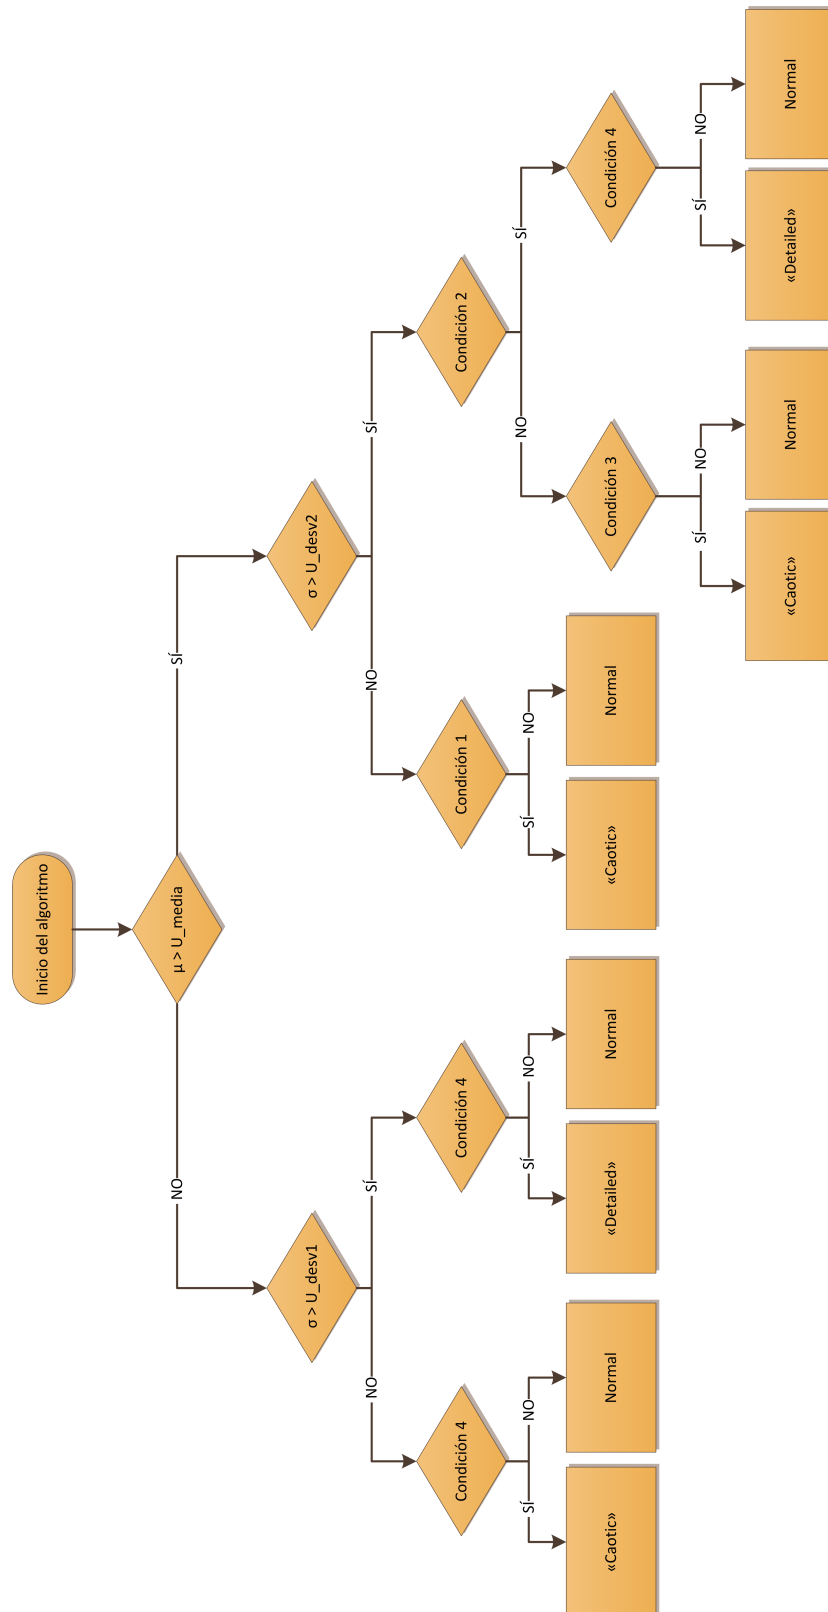 Inicio del algoritmo
µ > U_media
NO
SÍ
σ > U_desv1
σ > U_desv2
NO
SÍ
NO
SÍ
Condición 4
Condición 4
Condición 1
Condición 2
SÍ
NO
SÍ
NO
SÍ
NO
NO
SÍ
«Caotic»
Normal
«Detailed»
Normal
«Caotic»
Normal
Condición 3
Condición 4
SÍ
NO
SÍ
NO
«Caotic»
Normal
«Detailed»
Normal